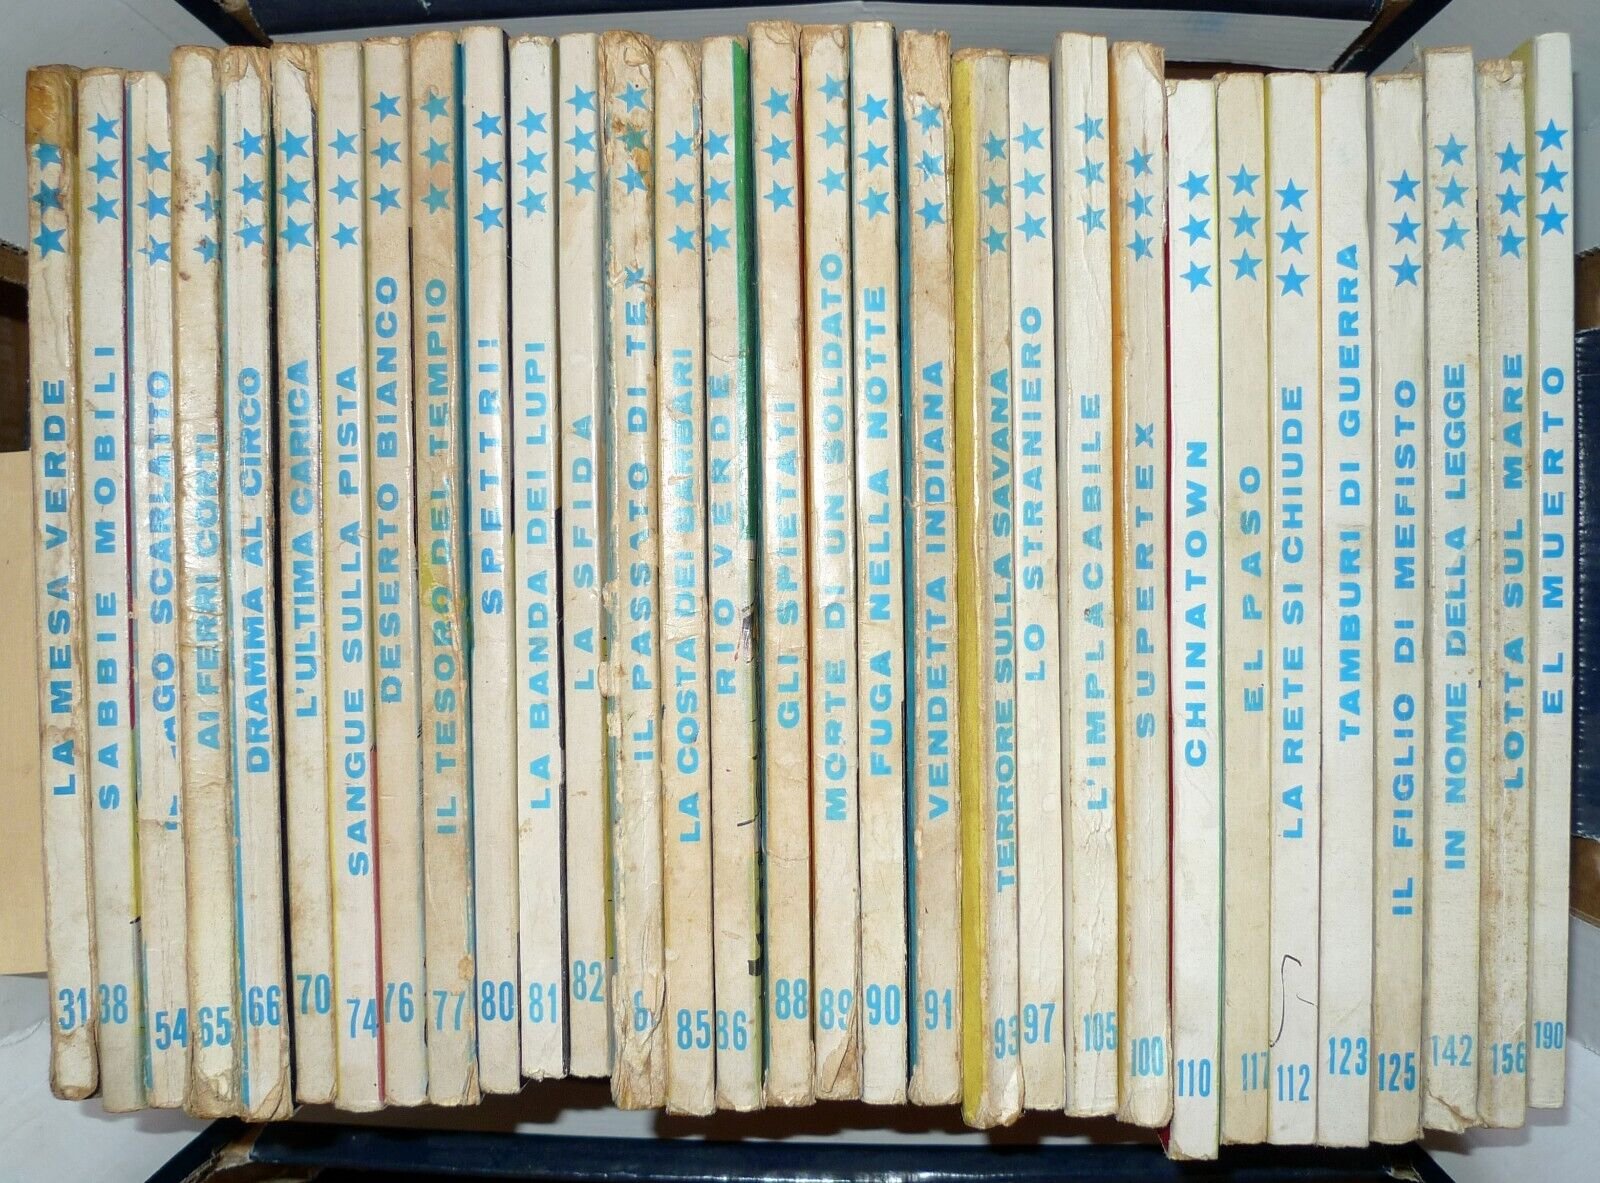 LA MESA VERDE
31
SABBIE MOBILI
38
SCARLATTO
54
AI FERRI CORTI
65
DRAMMA AL CIRCO
66
L'ULTIMA CARICA
70
SANGUE SULLA PISTA
74
DESERTO BIANCO
76
IL TESORO DEL TEMPIO
77
SPETTRI!
80
LA BANDA DEI LUPI
81
LA SFIDA
82
IL PASSATO DI TEX
LA COSTA DEI BARBARI
85
RIO VERDE
86
GLI SPIETATI
88
MORTE DI UN SOLDATO
89
FUGA NELLA NOTTE
90
VENDETTA INDIANA
91
TERRORE SULLA SAVANA
93
LO STRANIERO
97
L'IMPLACABILE
105
SUPERTEX
100
CHINATOWN
110
EL PASO
117
LA RETE SI CHIUDE
112
TAMBURI DI GUERRA
123
IL FIGLIO DI MEFISTO
125
IN NOME DELLA LEGGE
142
LOTTA SUL MARE
156
EL MUERTO
190